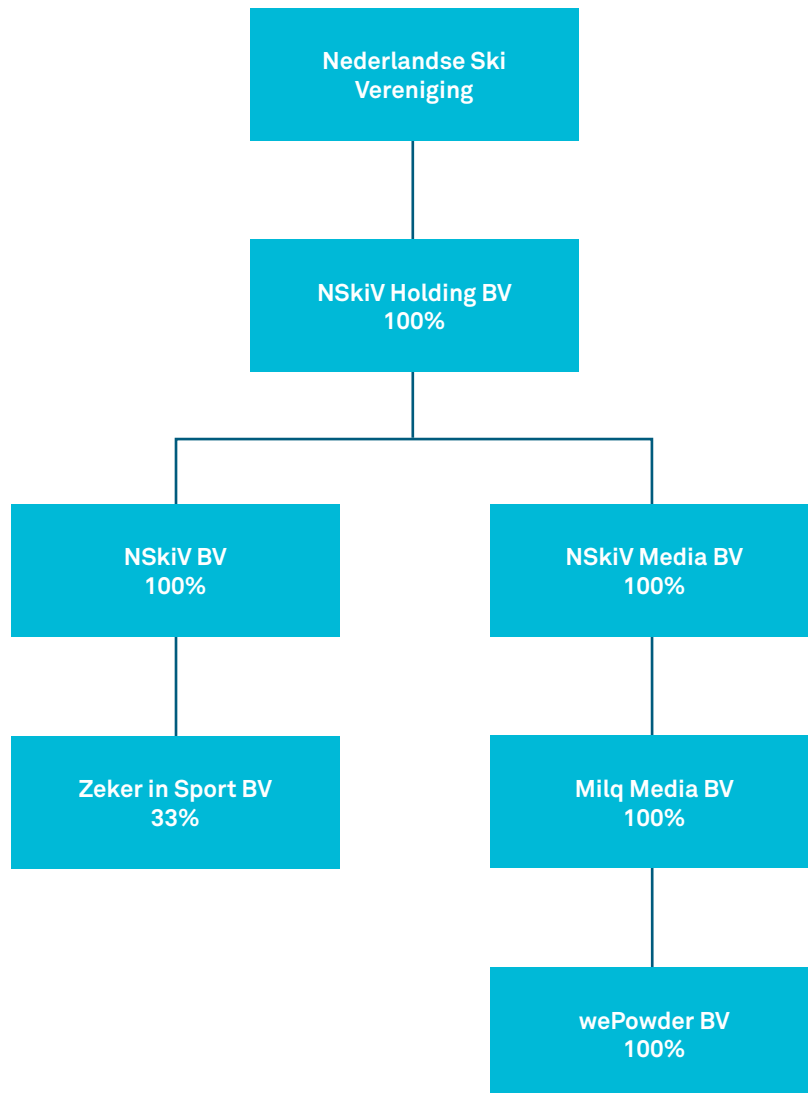 Nederlandse Ski
Vereniging
NSkiV Holding BV
100%
NSkiV BV
100%
NSkiV Media BV
100%
Zeker in Sport BV
33%
Milq Media BV
100%
wePowder BV
100%